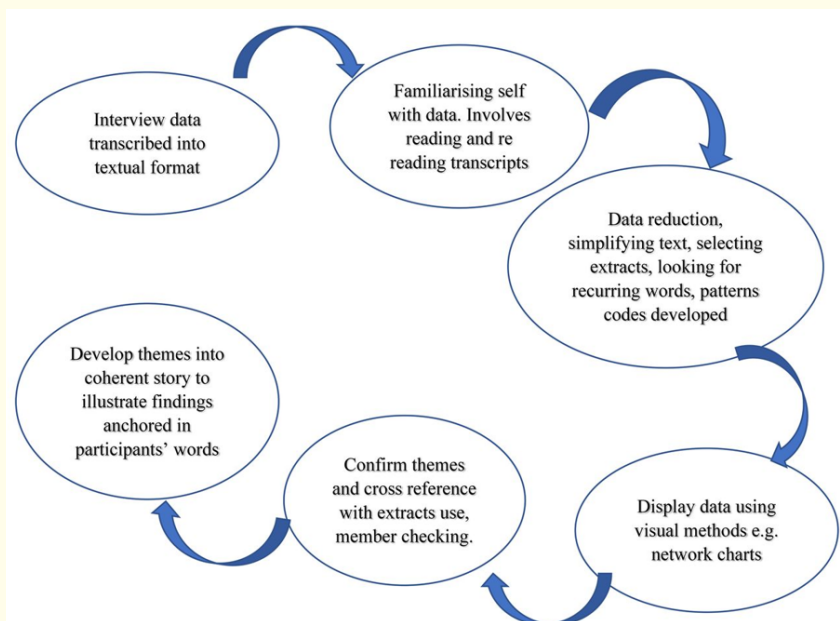 Interview data
transcribed into
textual format
Familiarising self
with data. Involves
reading and re
reading transcripts
Data reduction,
simplifying text, selecting
extracts, looking for
recurring words, patterns
codes developed
Display data using
visual methods e.g.
network charts
Confirm themes
and cross reference
with extracts use,
member checking.
Develop themes into
coherent story to
illustrate findings
anchored in
participants’ words